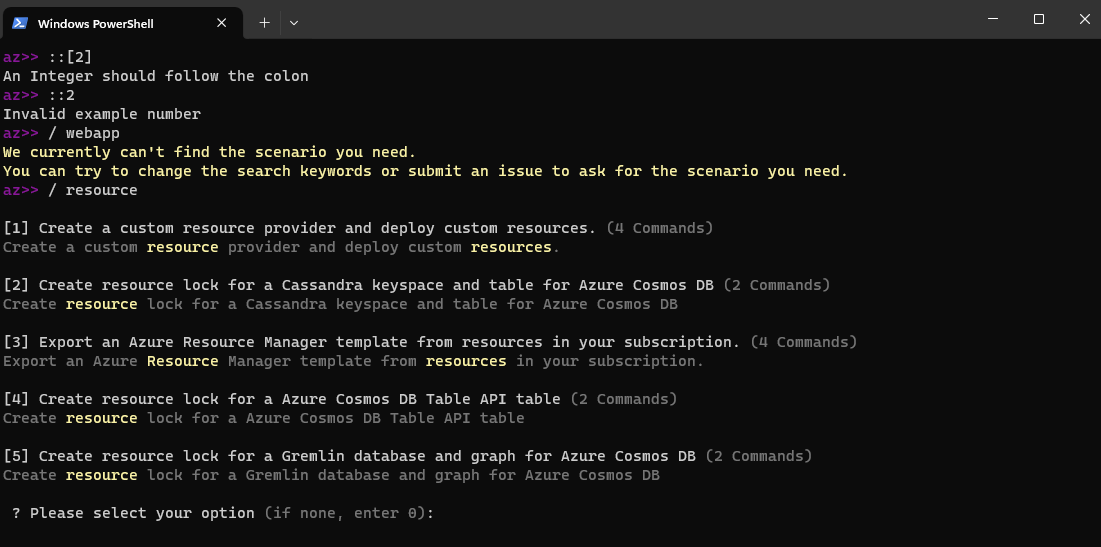 Windows PowerShell
az>> ::[2]
An Integer should follow the colon
az>> ::2
Invalid example number
az>> / webapp
We currently can't find the scenario you need.
You can try to change the search keywords or submit an issue to ask for the scenario you need.
az>> / resource
[1] Create a custom resource provider and deploy custom resources. (4 Commands)
Create a custom resource provider and deploy custom resources.
[2] Create resource lock for a Cassandra keyspace and table for Azure Cosmos DB (2 Commands)
Create resource lock for a Cassandra keyspace and table for Azure Cosmos DB
[3] Export an Azure Resource Manager template from resources in your subscription. (4 Commands)
Export an Azure Resource Manager template from resources in your subscription.
[4] Create resource lock for a Azure Cosmos DB Table API table (2 Commands)
Create resource lock for a Azure Cosmos DB Table API table
[5] Create resource lock for a Gremlin database and graph for Azure Cosmos DB (2 Commands)
Create resource lock for a Gremlin database and graph for Azure Cosmos DB
? Please select your option (if none, enter 0):